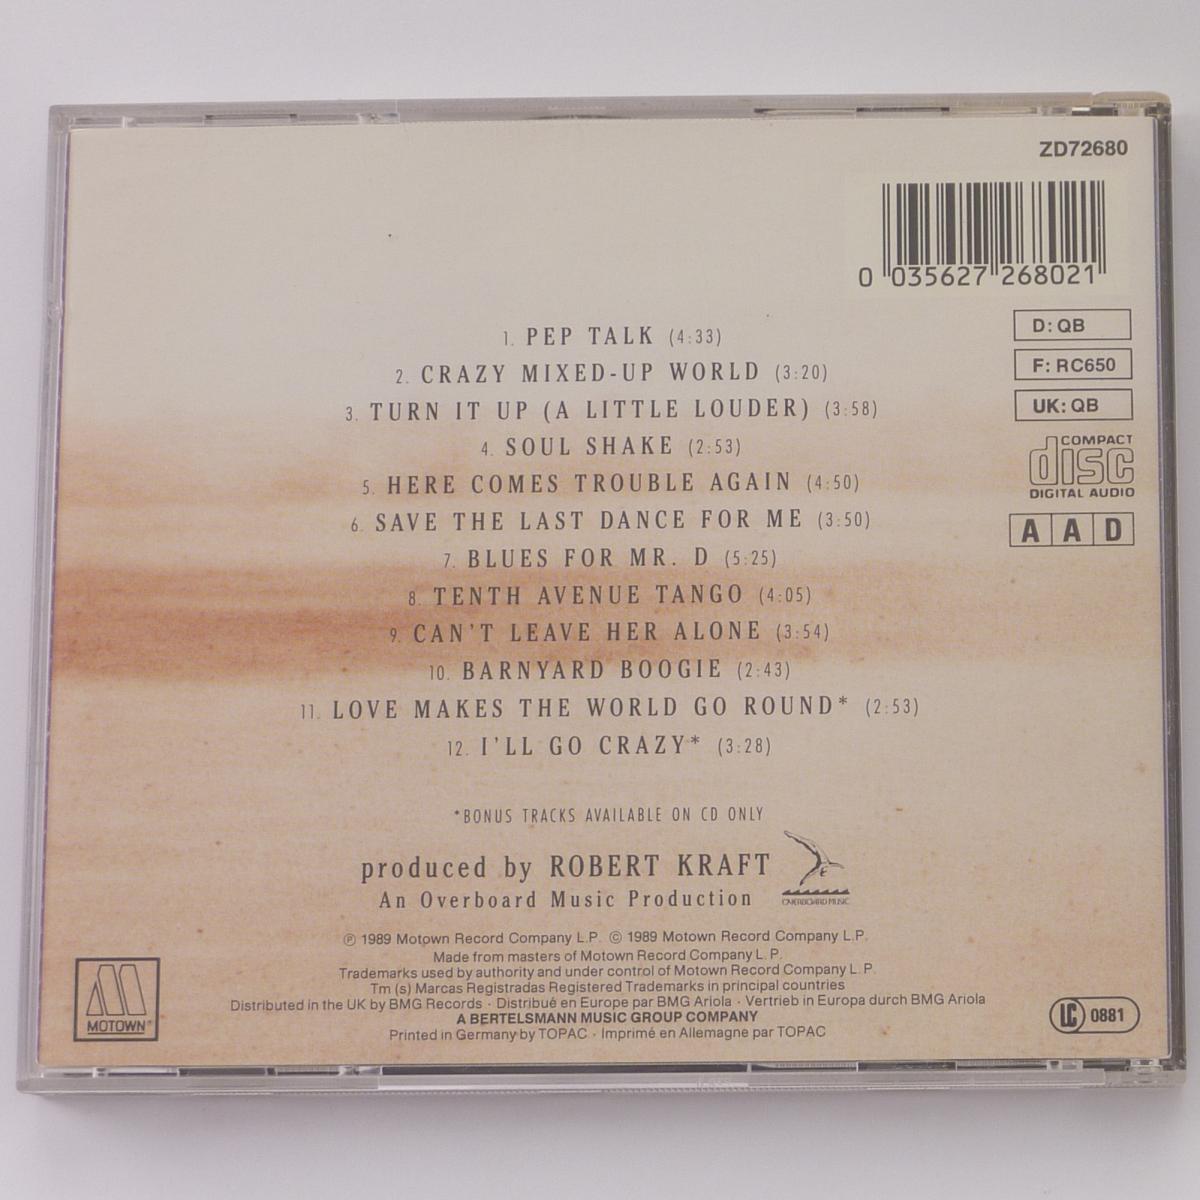 ZD72680
0 035627 268021
D: QB
F: RC650
UK: QB
COMPACT
disc
DIGITAL AUDIO
A A D
1. PEP TALK (4:33)
2. CRAZY MIXED-UP WORLD (3:20)
3. TURN IT UP (A LITTLE LOUDER) (3:58)
4. SOUL SHAKE (2:53)
5. HERE COMES TROUBLE AGAIN (4:50)
6. SAVE THE LAST DANCE FOR ME (3:50)
7. BLUES FOR MR. D (5:25)
8. TENTH AVENUE TANGO (4:05)
9. CAN'T LEAVE HER ALONE (3:54)
10. BARNYARD BOOGIE (2:43)
11. LOVE MAKES THE WORLD GO ROUND* (2:53)
12. I'LL GO CRAZY* (3:28)
*BONUS TRACKS AVAILABLE ON CD ONLY
produced by ROBERT KRAFT
An Overboard Music Production
OVERBOARD MUSIC
℗ 1989 Motown Record Company L.P. © 1989 Motown Record Company L.P.
Made from masters of Motown Record Company L.P.
Trademarks used by authority and under control of Motown Record Company L.P.
Tm (s) Marcas Registradas Registered Trademarks in principal countries
Distributed in the UK by BMG Records · Distribué en Europe par BMG Ariola · Vertrieb in Europa durch BMG Ariola
A BERTELSMANN MUSIC GROUP COMPANY
Printed in Germany by TOPAC · Imprimé en Allemagne par TOPAC
MOTOWN®
LC 0881